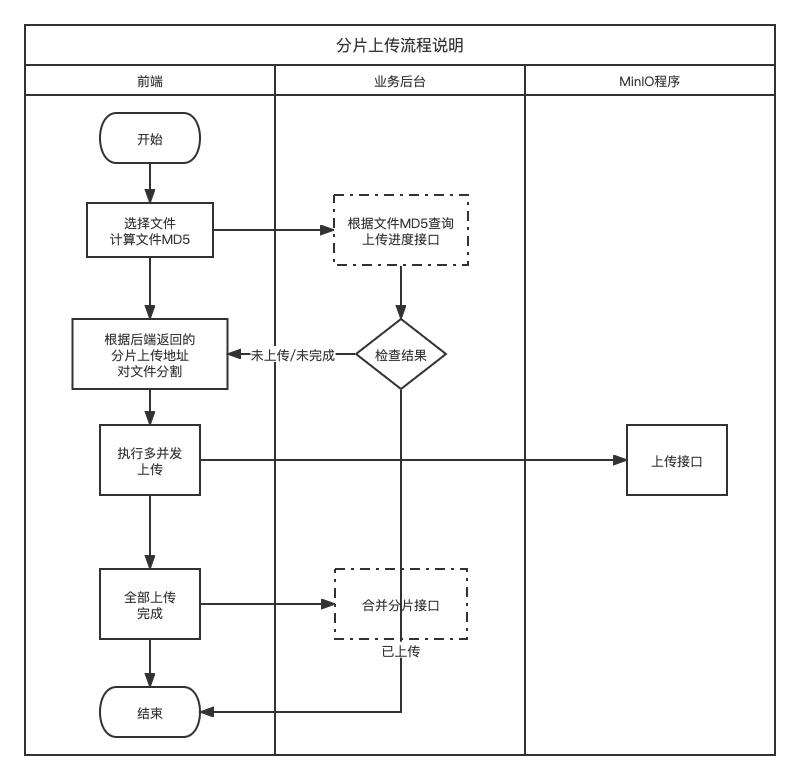 分片上传流程说明
前端
业务后台
MinIO程序
开始
选择文件
计算文件MD5
根据文件MD5查询
上传进度接口
根据后端返回的
分片上传地址
对文件分割
未上传/未完成
检查结果
执行多并发
上传
上传接口
全部上传
完成
合并分片接口
已上传
结束